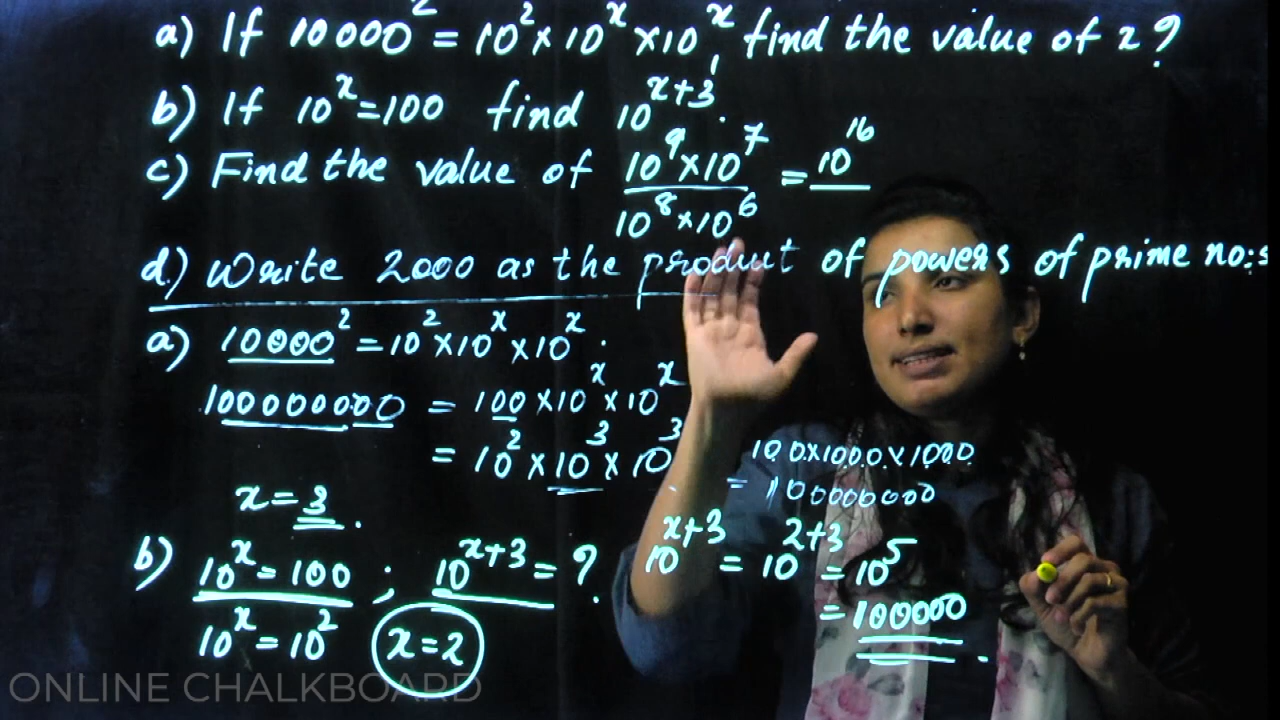 a) If 10000² = 10² × 10ˣ × 10ˣ, find the value of x?
b) If 10ˣ = 100 find 10ˣ⁺³.
c) Find the value of 10⁹ × 10⁷ / 10⁸ × 10⁶ = 10¹⁶
d.) Write 2000 as the product of powers of prime no:s
a) 10000² = 10² × 10ˣ × 10ˣ.
100000000 = 100 × 10ˣ × 10ˣ
= 10² × 10³ × 10³
100 × 1000 × 1000
= 100000000
x = 3.
b) 10ˣ = 100 ; 10ˣ⁺³ = ?
10ˣ⁺³ = 10²⁺³ = 10⁵
= 100000.
10ˣ = 10² x = 2
ONLINE CHALKBOARD